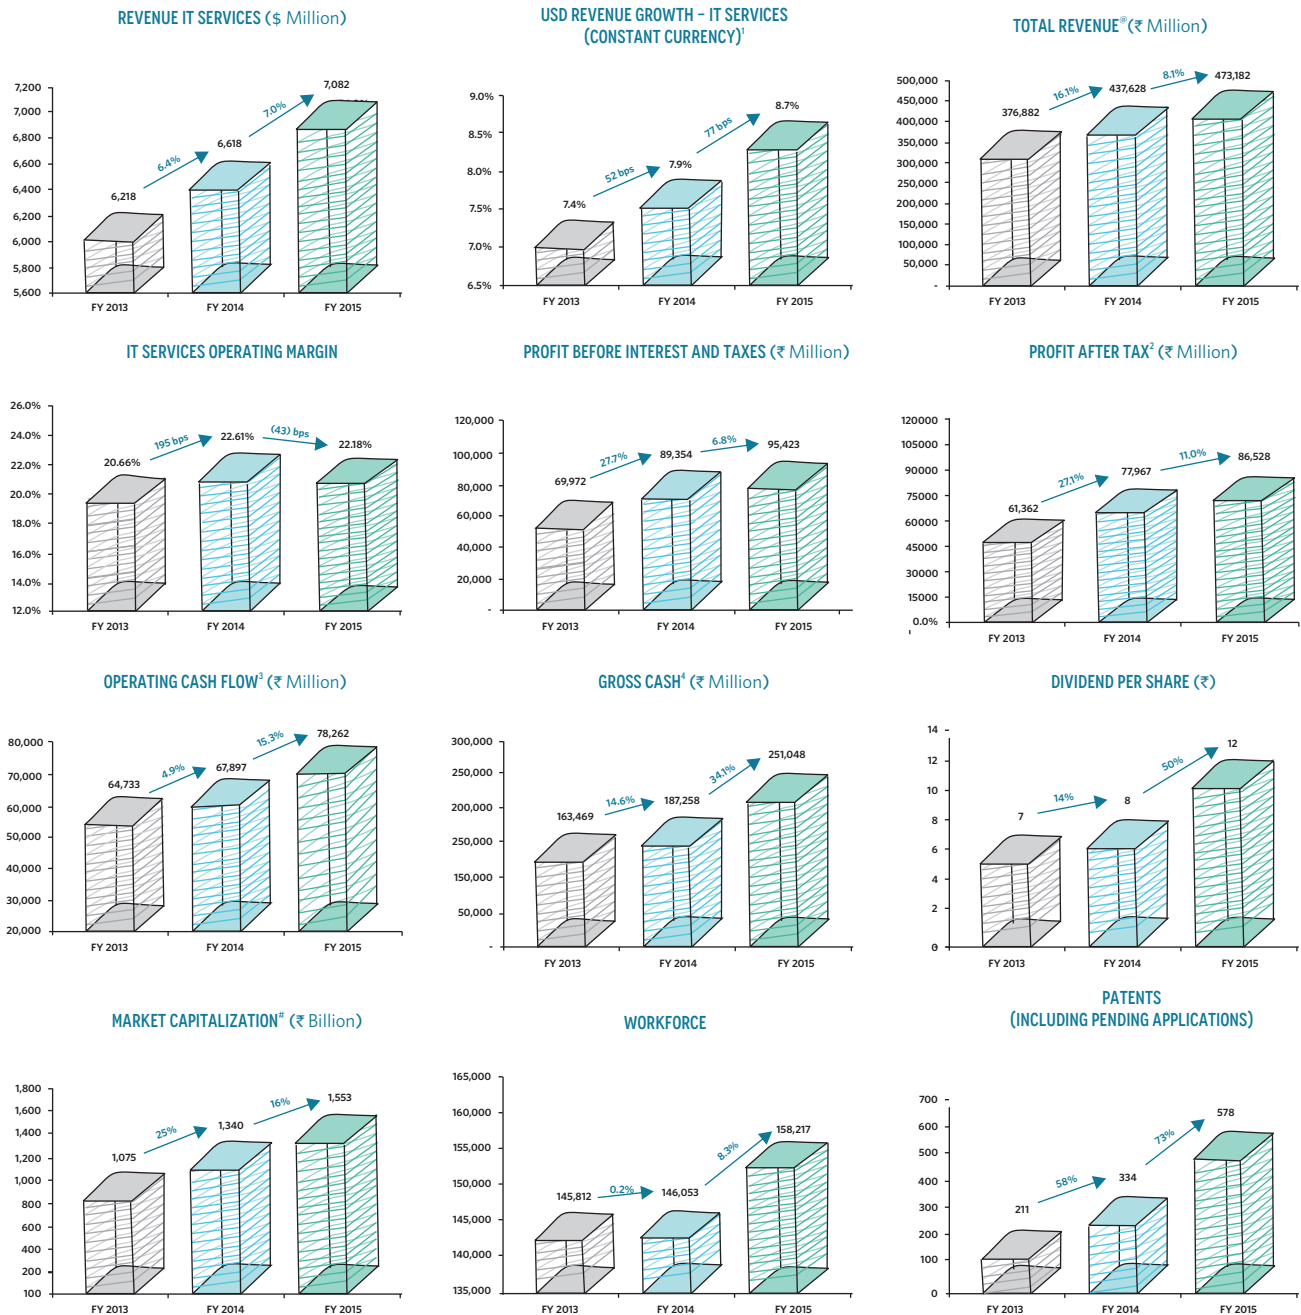 REVENUE IT SERVICES ($ Million)
7,200
7,000
6,800
6,600
6,400
6,200
6,000
5,800
5,600
6,218
6.4%
6,618
7.0%
7,082
FY 2013
FY 2014
FY 2015
USD REVENUE GROWTH – IT SERVICES
(CONSTANT CURRENCY)¹
9.0%
8.5%
8.0%
7.5%
7.0%
6.5%
7.4%
52 bps
7.9%
77 bps
8.7%
FY 2013
FY 2014
FY 2015
TOTAL REVENUE@ (₹ Million)
500,000
450,000
400,000
350,000
300,000
250,000
200,000
150,000
100,000
50,000
-
376,882
16.1%
437,628
8.1%
473,182
FY 2013
FY 2014
FY 2015
IT SERVICES OPERATING MARGIN
26.0%
24.0%
22.0%
20.0%
18.0%
16.0%
14.0%
12.0%
20.66%
195 bps
22.61%
(43) bps
22.18%
FY 2013
FY 2014
FY 2015
PROFIT BEFORE INTEREST AND TAXES (₹ Million)
120,000
100,000
80,000
60,000
40,000
20,000
-
69,972
27.7%
89,354
6.8%
95,423
FY 2013
FY 2014
FY 2015
PROFIT AFTER TAX² (₹ Million)
120000
105000
90000
75000
60000
45000
30000
15000
0.0%
61,362
27.1%
77,967
11.0%
86,528
FY 2013
FY 2014
FY 2015
OPERATING CASH FLOW³ (₹ Million)
80,000
70,000
60,000
50,000
40,000
30,000
20,000
64,733
4.9%
67,897
15.3%
78,262
FY 2013
FY 2014
FY 2015
GROSS CASH⁴ (₹ Million)
300,000
250,000
200,000
250,000
150,000
50,000
-
163,469
14.6%
187,258
34.1%
251,048
FY 2013
FY 2014
FY 2015
DIVIDEND PER SHARE (₹)
14
12
8
6
4
2
0
7
14%
8
50%
12
FY 2013
FY 2014
FY 2015
MARKET CAPITALIZATION# (₹ Billion)
1,800
1,600
1,400
1,200
1,000
800
600
400
200
100
1,075
25%
1,340
16%
1,553
FY 2013
FY 2014
FY 2015
WORKFORCE
165,000
160,000
155,000
150,000
145,000
140,000
135,000
145,812
0.2%
146,053
8.3%
158,217
FY 2013
FY 2014
FY 2015
PATENTS
(INCLUDING PENDING APPLICATIONS)
700
600
500
400
300
200
100
0
211
58%
334
73%
578
FY 2013
FY 2014
FY 2015